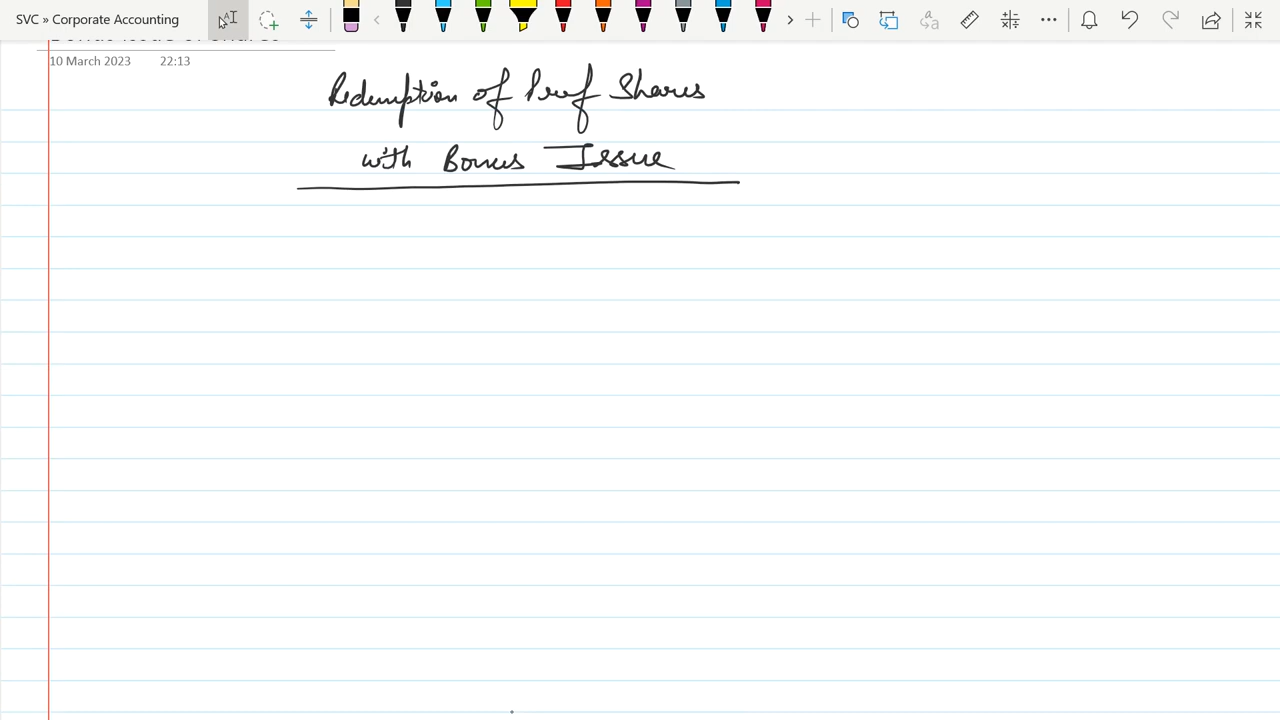 SVC » Corporate Accounting
10 March 2023 22:13
Redemption of Pref Shares
with Bonus Issue